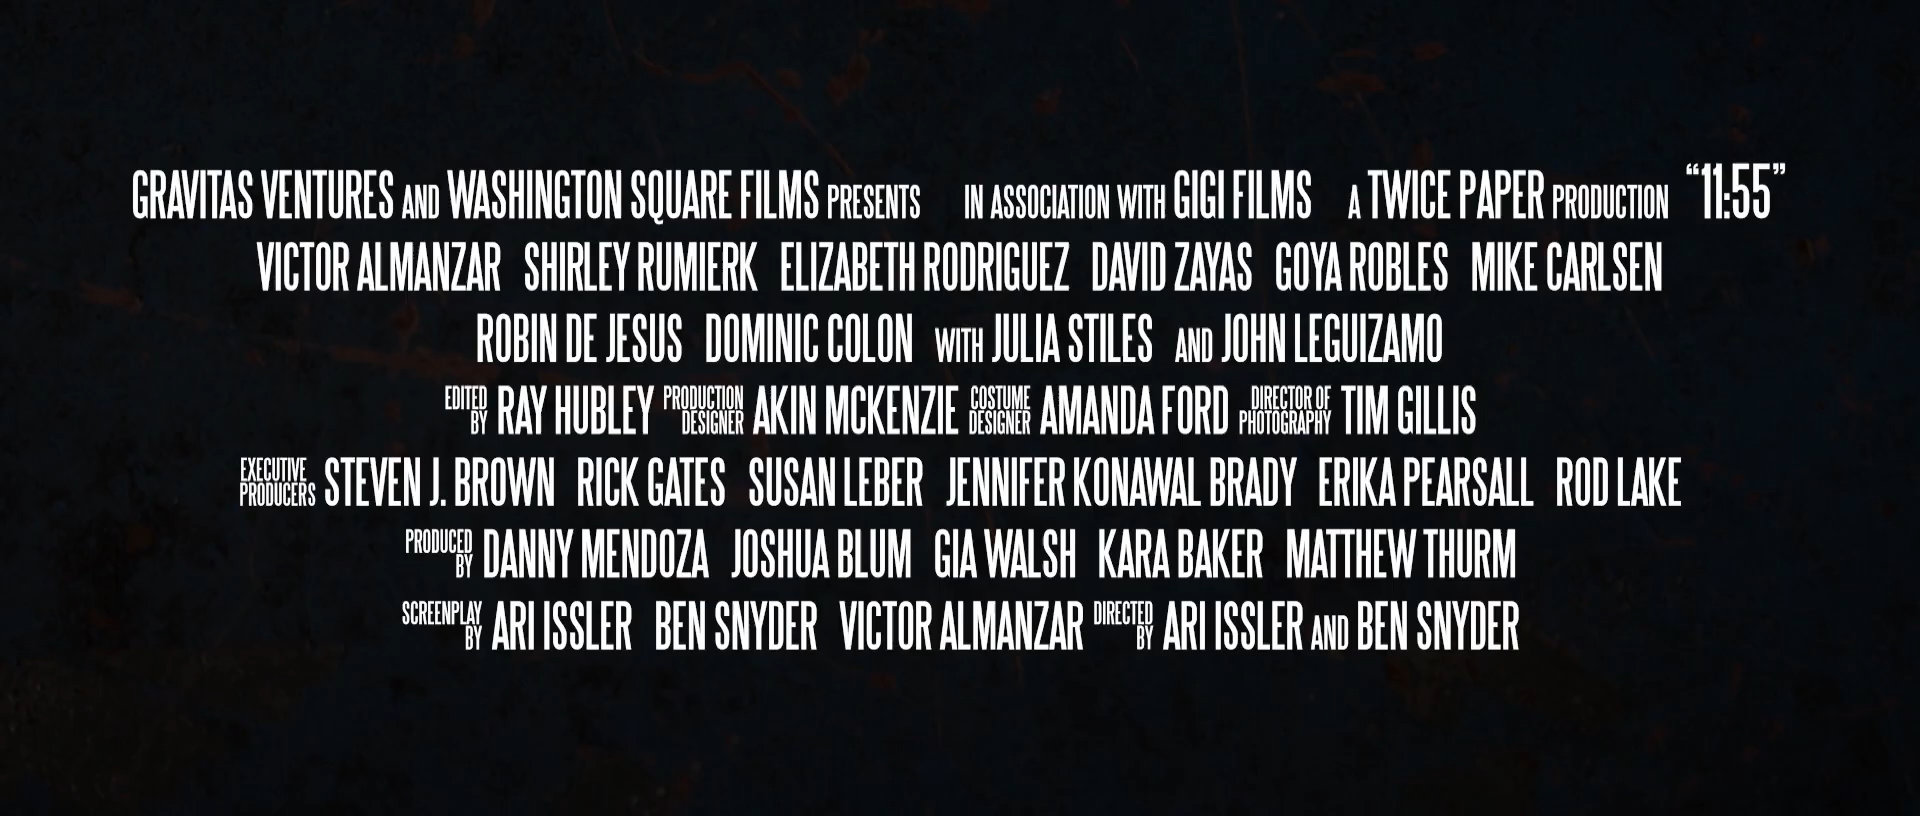 GRAVITAS VENTURES AND WASHINGTON SQUARE FILMS PRESENTS IN ASSOCIATION WITH GIGI FILMS A TWICE PAPER PRODUCTION “11:55”
VICTOR ALMANZAR SHIRLEY RUMIERK ELIZABETH RODRIGUEZ DAVID ZAYAS GOYA ROBLES MIKE CARLSEN
ROBIN DE JESUS DOMINIC COLON WITH JULIA STILES AND JOHN LEGUIZAMO
EDITED BY RAY HUBLEY PRODUCTION DESIGNER AKIN MCKENZIE COSTUME DESIGNER AMANDA FORD DIRECTOR OF PHOTOGRAPHY TIM GILLIS
EXECUTIVE PRODUCERS STEVEN J. BROWN RICK GATES SUSAN LEBER JENNIFER KONAWAL BRADY ERIKA PEARSALL ROD LAKE
PRODUCED BY DANNY MENDOZA JOSHUA BLUM GIA WALSH KARA BAKER MATTHEW THURM
SCREENPLAY BY ARI ISSLER BEN SNYDER VICTOR ALMANZAR DIRECTED BY ARI ISSLER AND BEN SNYDER